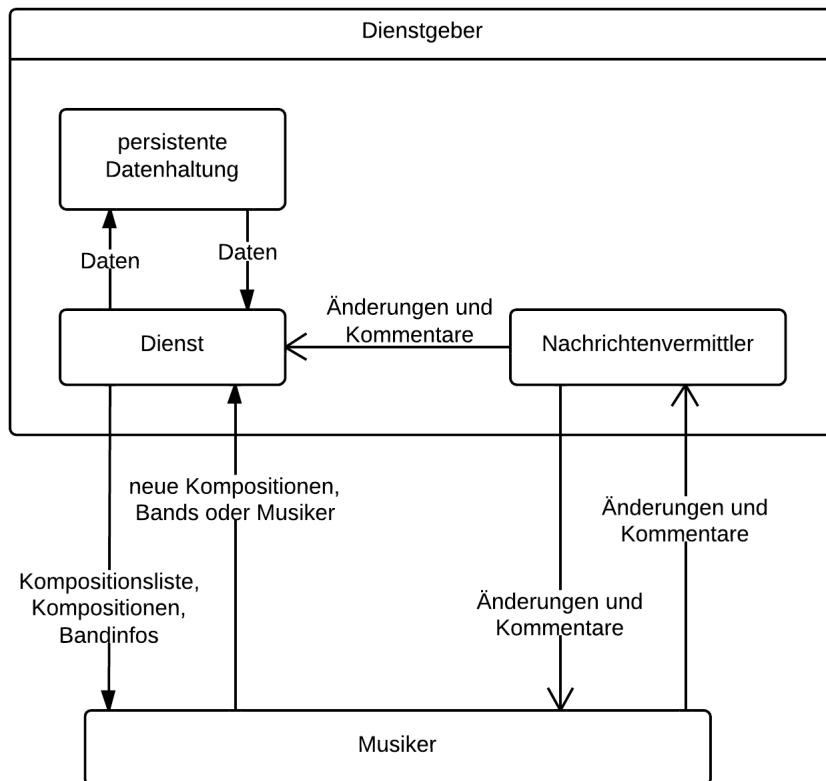 Dienstgeber
persistente
Datenhaltung
Daten
Daten
Änderungen und
Kommentare
Dienst
Nachrichtenvermittler
neue Kompositionen,
Bands oder Musiker
Änderungen und
Kommentare
Kompositionsliste,
Kompositionen,
Bandinfos
Änderungen und
Kommentare
Musiker